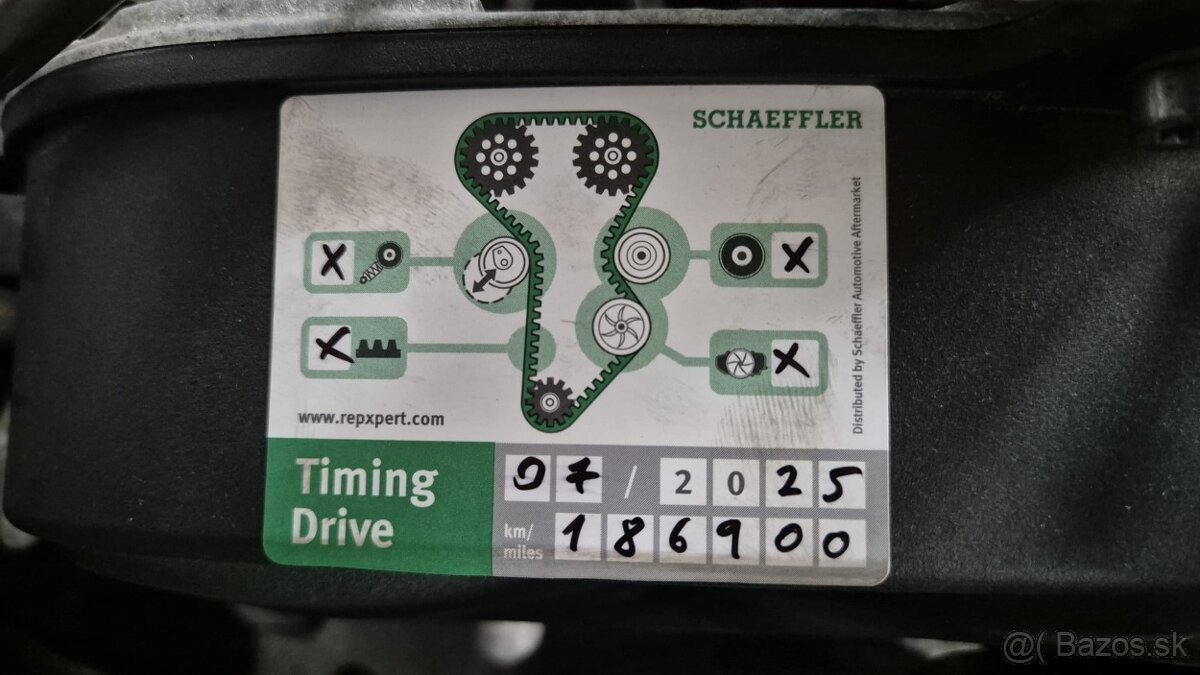 SCHAEFFLER
X
X
X
X
Distributed by Schaeffler Automotive Aftermarket
www.repxpert.com
Timing
Drive
07 / 2025
km/
miles
186900
@( Bazos.sk